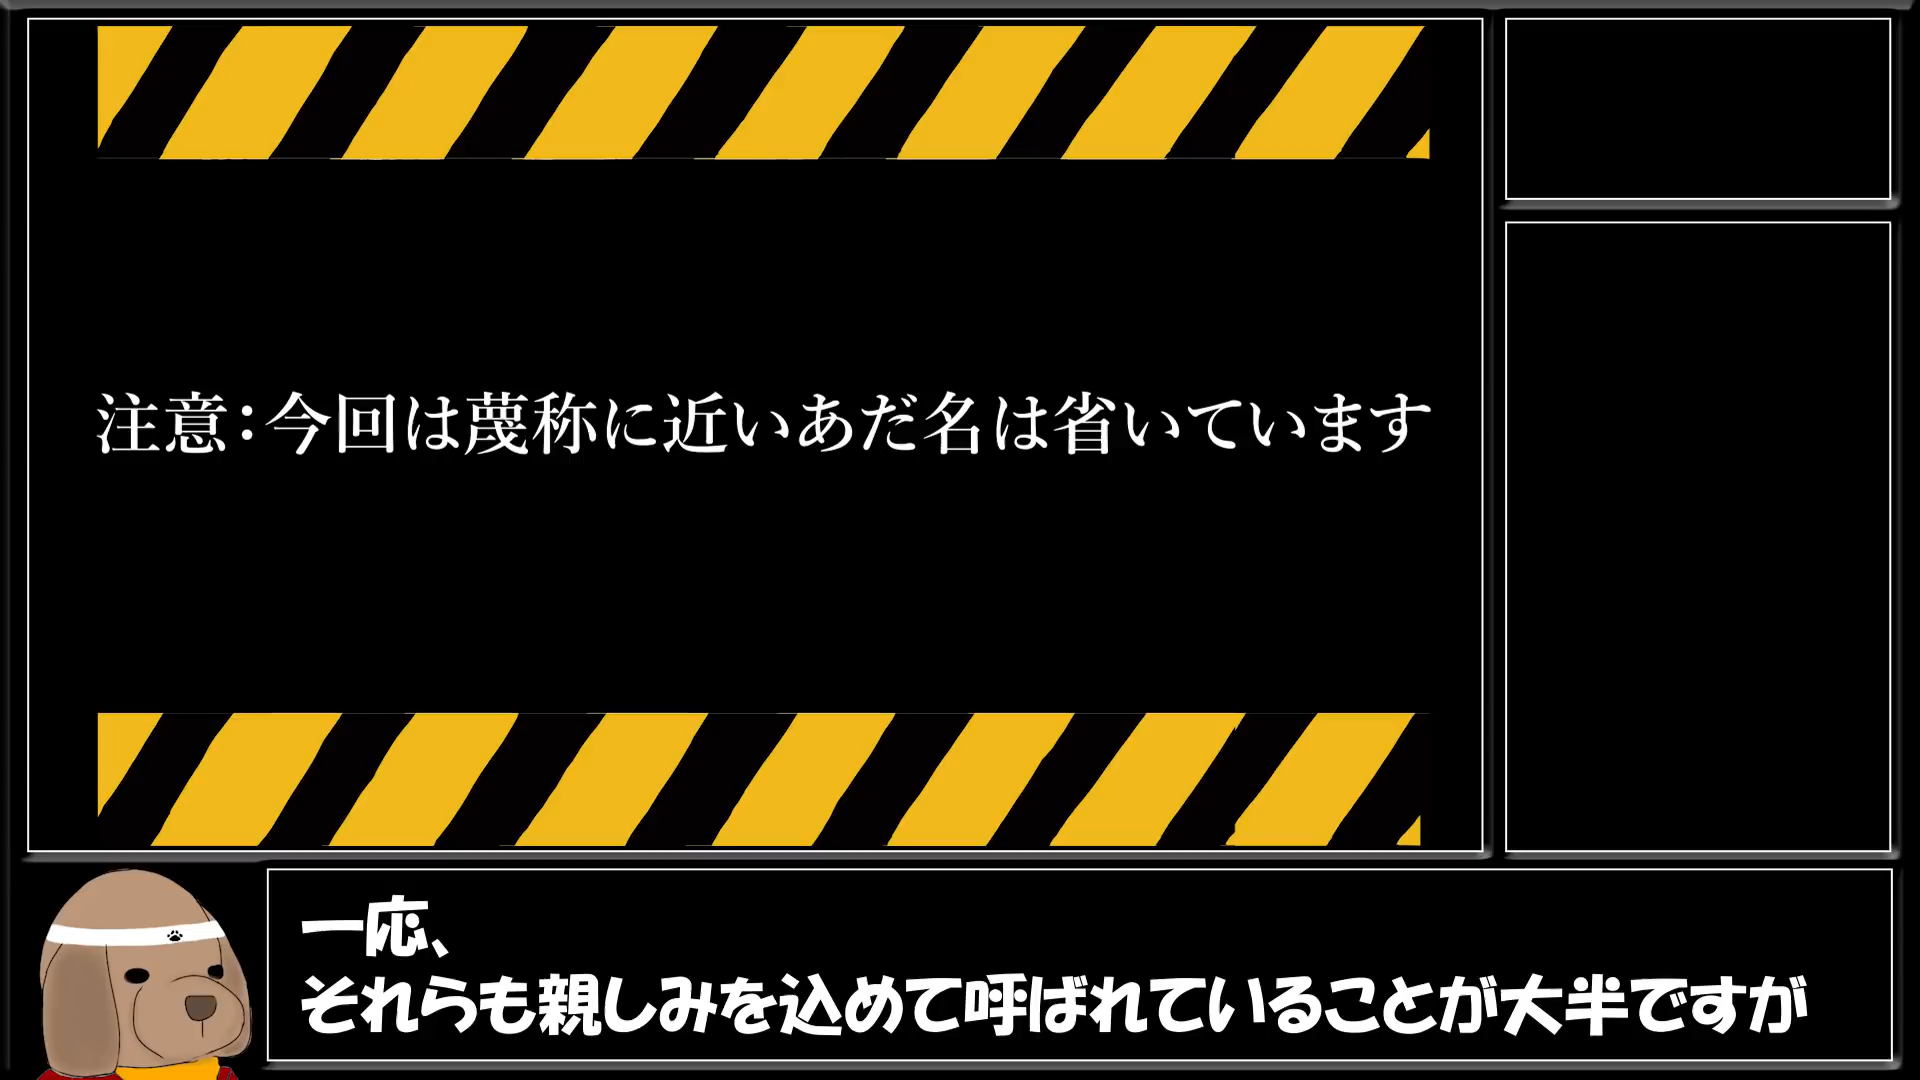 注意：今回は蔑称に近いあだ名は省いています
一応、
それらも親しみを込めて呼ばれていることが大半ですが